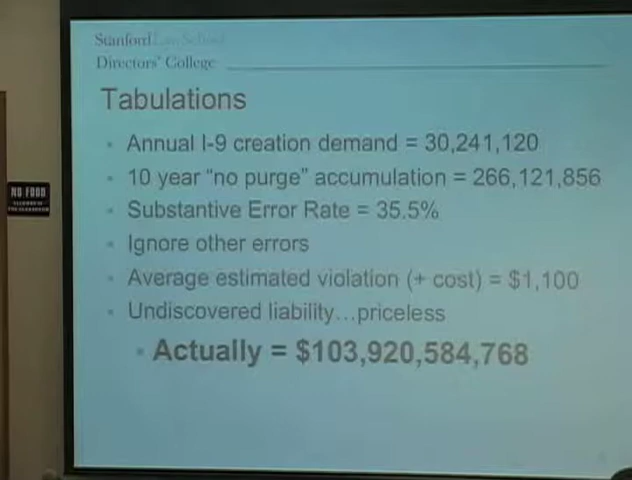 Stanford Law School
Directors' College
Tabulations
Annual I-9 creation demand = 30,241,120
10 year "no purge" accumulation = 266,121,856
NO FOOD
Substantive Error Rate = 35.5%
Ignore other errors
Average estimated violation (+ cost) = $1,100
Undiscovered liability…priceless
Actually = $103,920,584,768